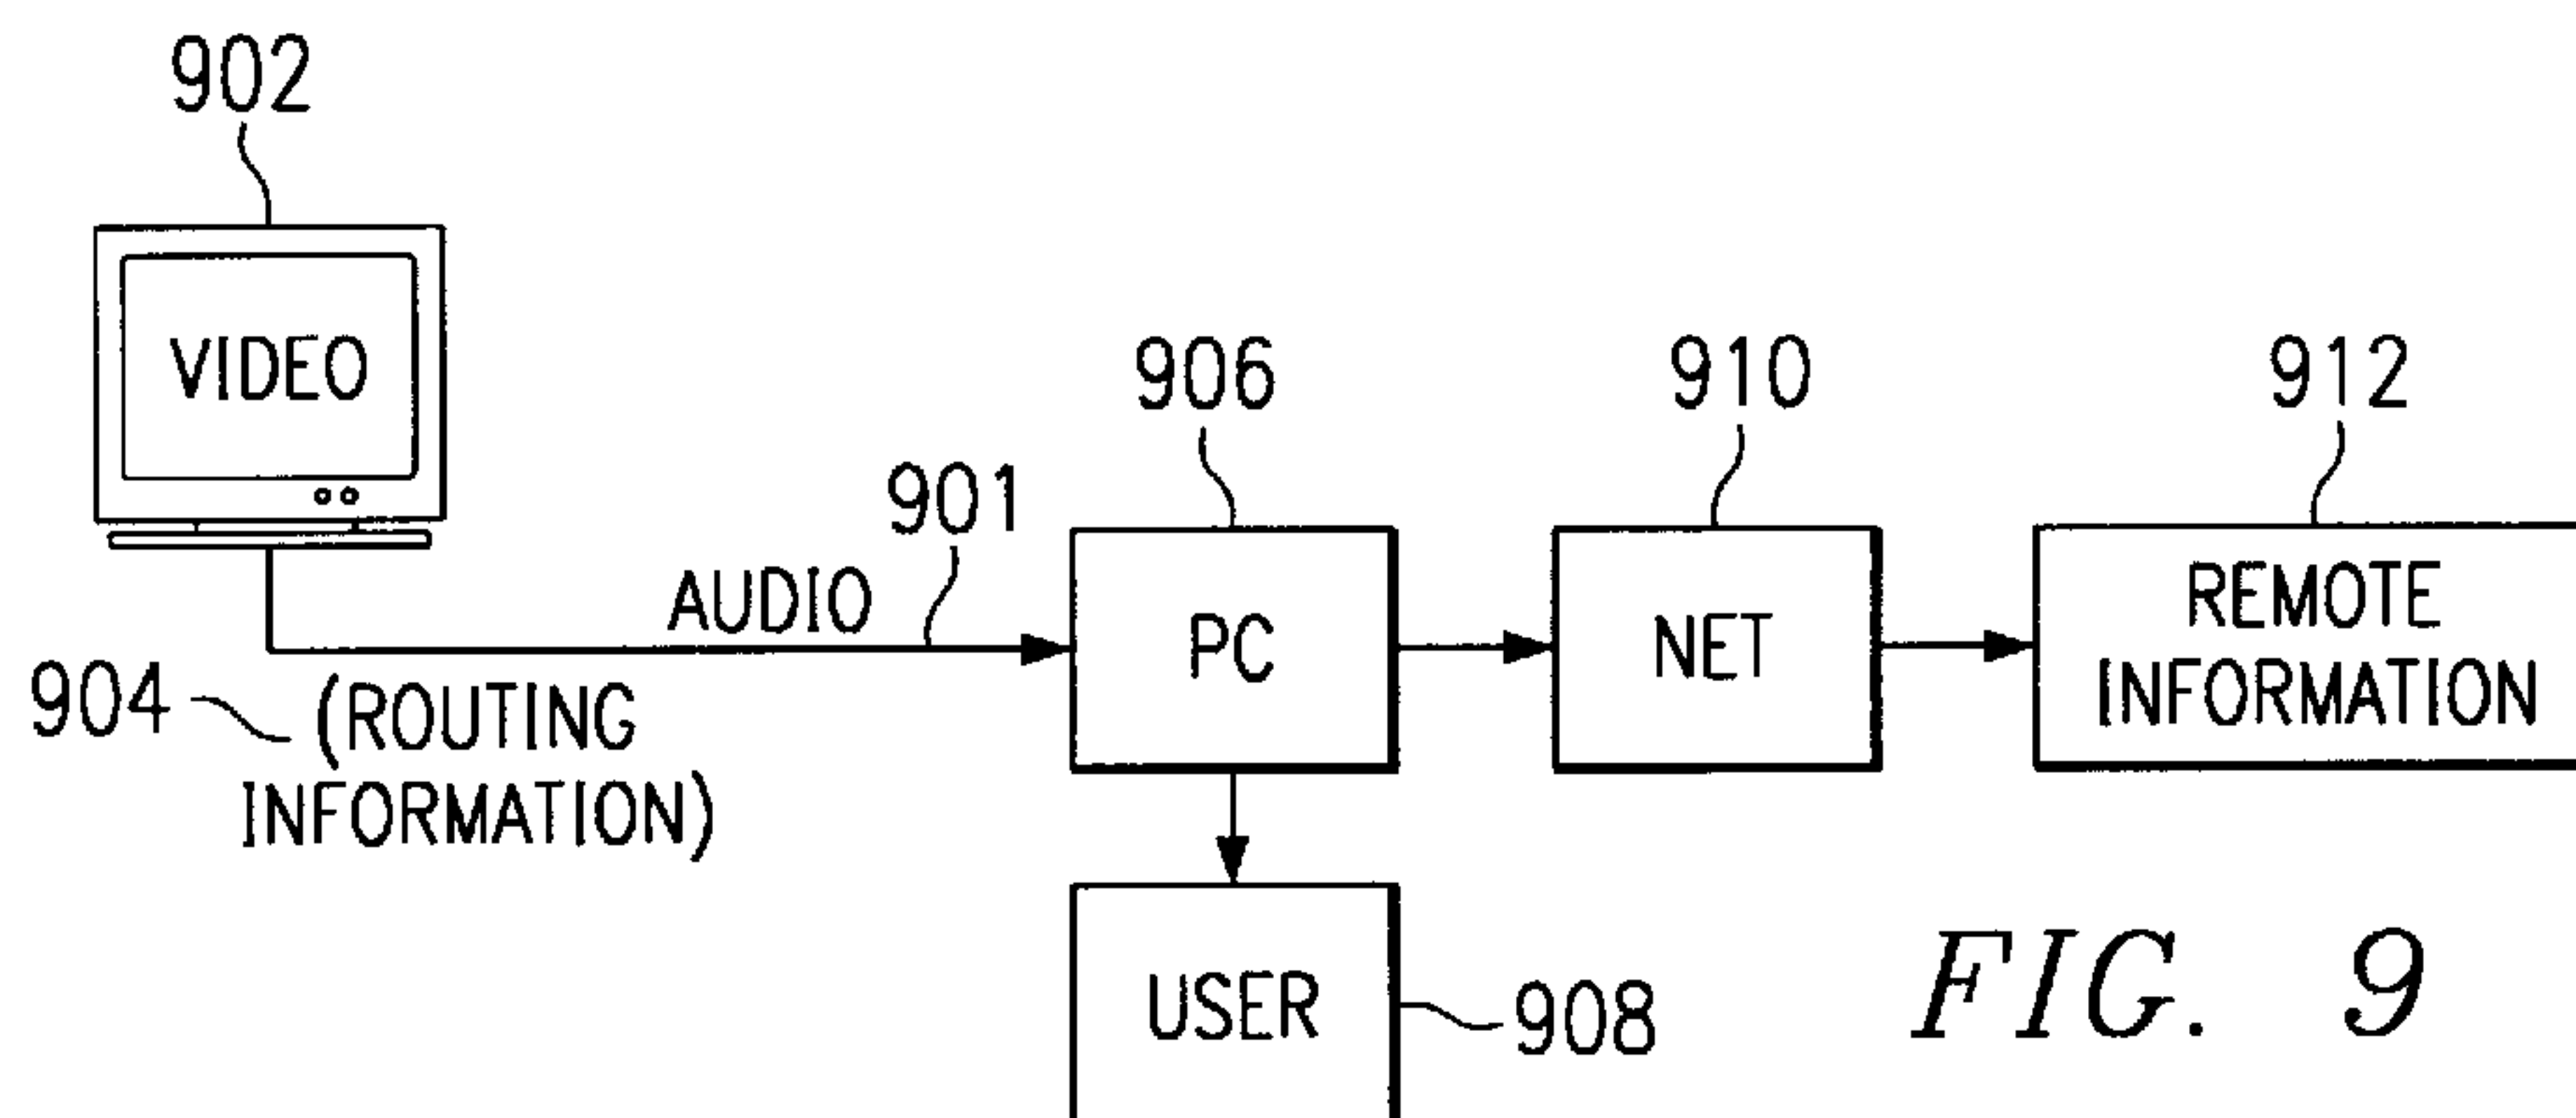 902
VIDEO
906
910
912
901
AUDIO
PC
NET
REMOTE
INFORMATION
904
(ROUTING
INFORMATION)
USER
908
FIG. 9